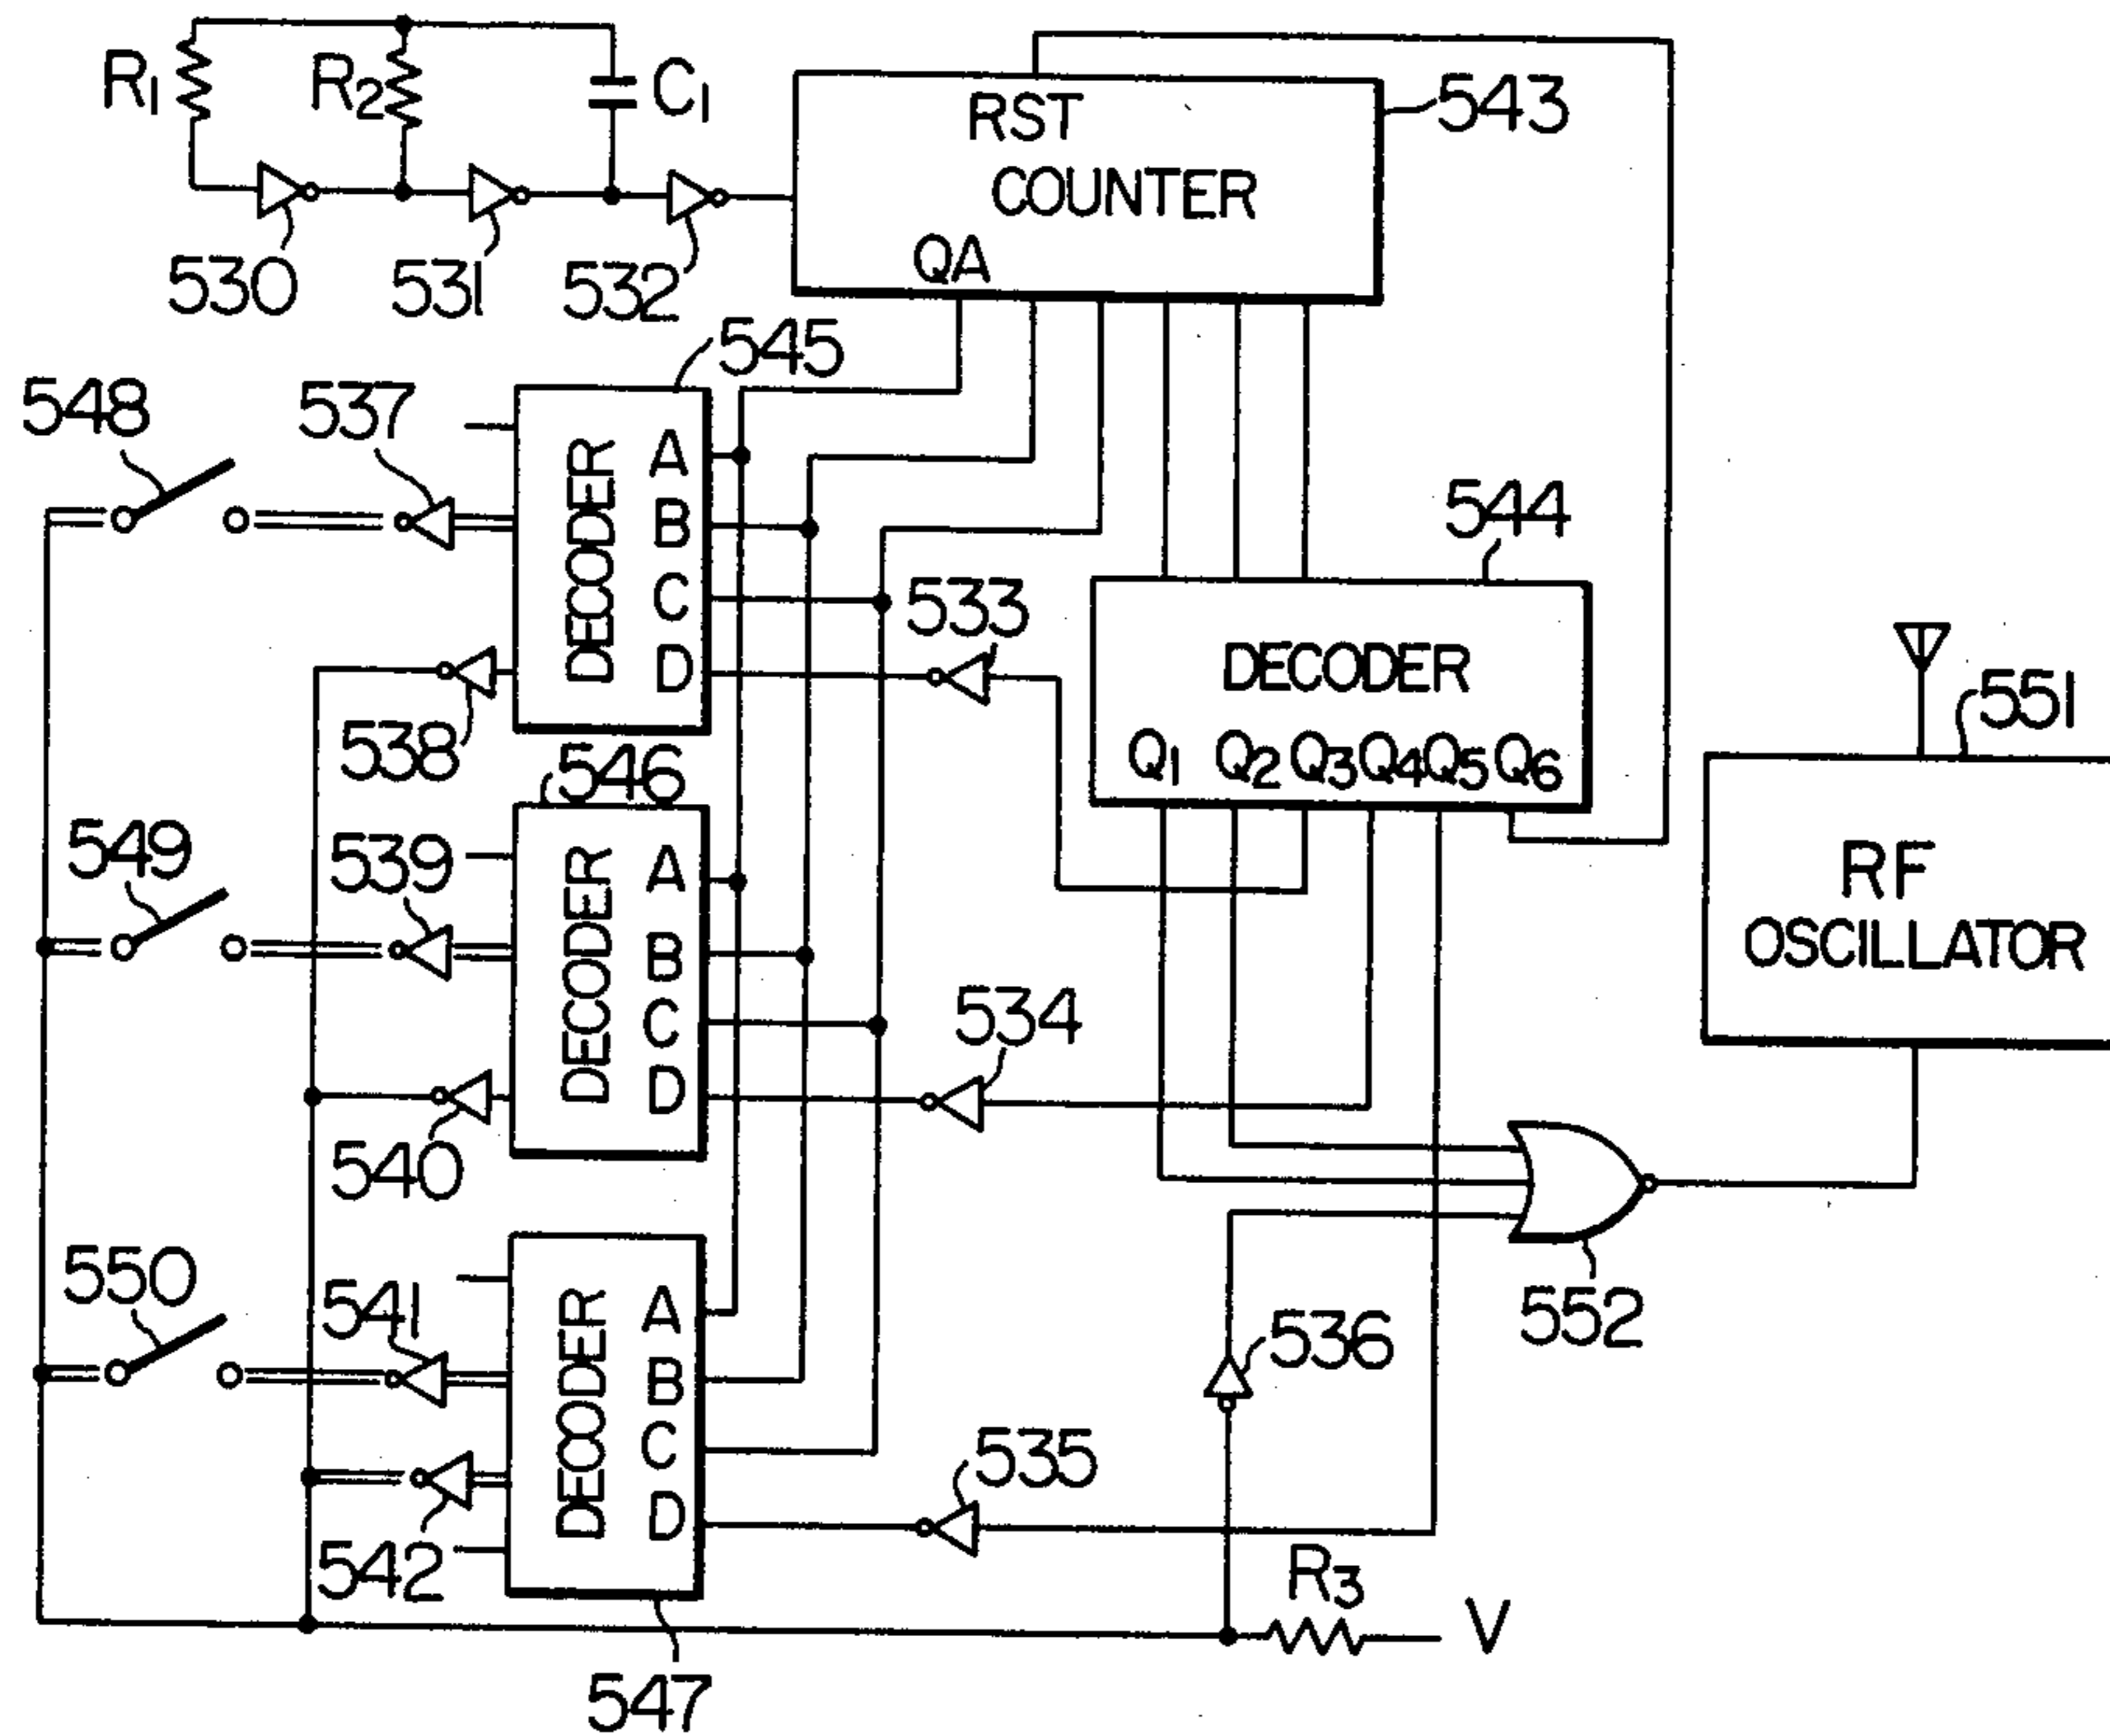 R1
R2
C1
RST
COUNTER
QA
543
530
531
532
545
548
537
DECODER
A
B
C
D
533
544
DECODER
Q1 Q2 Q3 Q4 Q5 Q6
538
546
551
RF
OSCILLATOR
549
539
DECODER
A
B
C
D
534
540
552
550
541
DECODER
A
B
C
D
536
535
542
R3
V
547